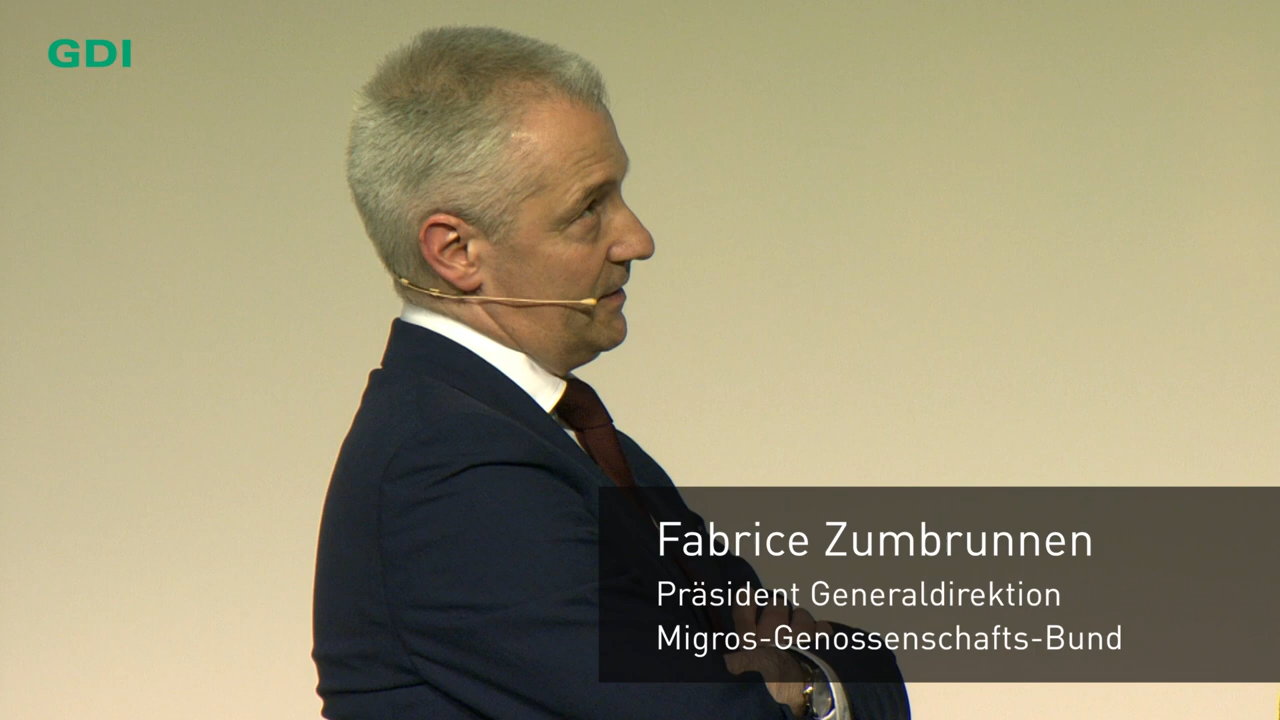 GDI
Fabrice Zumbrunnen
Präsident Generaldirektion
Migros-Genossenschafts-Bund